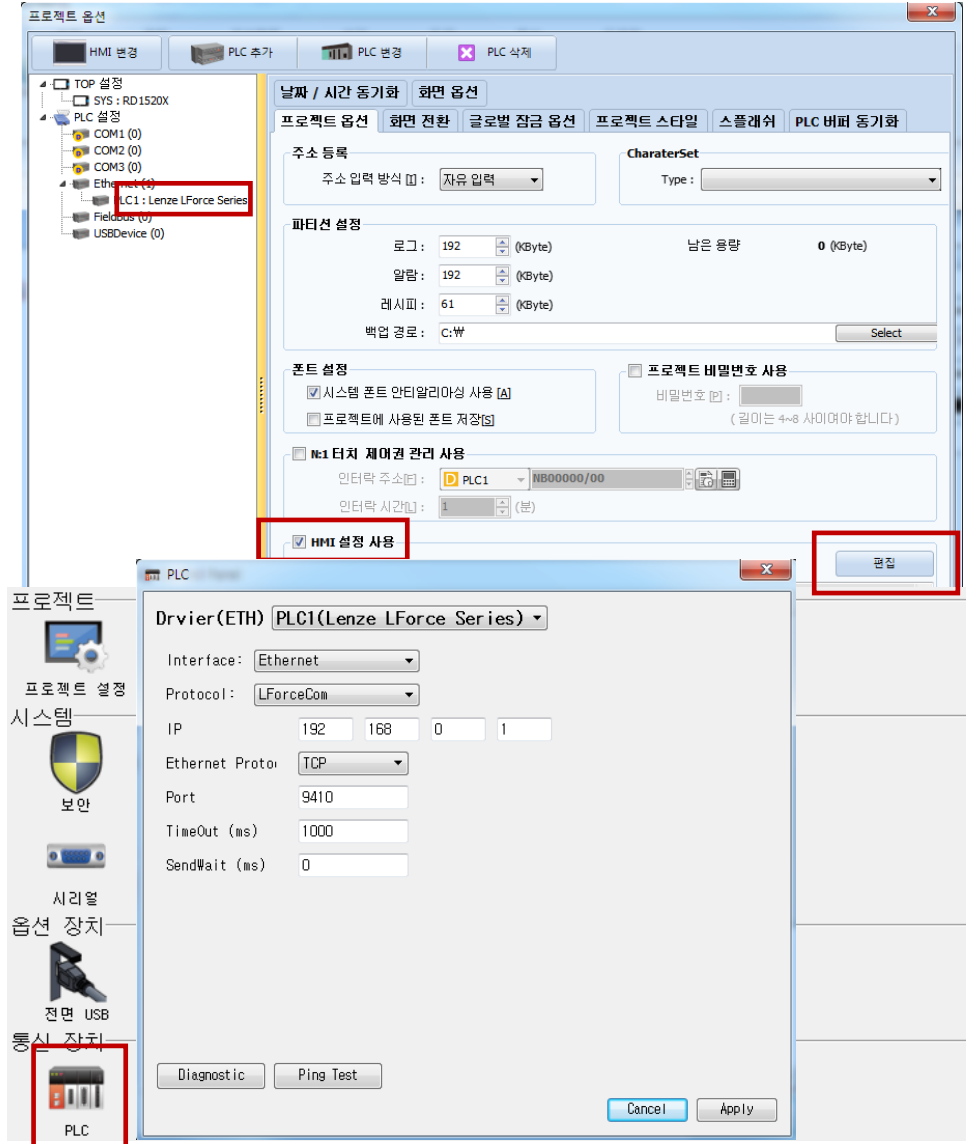 프로젝트 옵션
HMI 변경
PLC 추가
PLC 변경
PLC 삭제
TOP 설정
SYS : RD1520X
PLC 설정
COM1 (0)
COM2 (0)
COM3 (0)
Ethernet (1)
PLC1 : Lenze LForce Series
Fieldbus (0)
USBDevice (0)
날짜 / 시간 동기화
화면 옵션
프로젝트 옵션
화면 전환
글로벌 잠금 옵션
프로젝트 스타일
스플래쉬
PLC 버퍼 동기화
주소 등록
주소 입력 방식 [I] : 자유 입력
CharaterSet
Type :
파티션 설정
로그 : 192 (KByte)
남은 용량 0 (KByte)
알람 : 192 (KByte)
레시피 : 61 (KByte)
백업 경로 : C:₩
Select
폰트 설정
시스템 폰트 안티알리아싱 사용 [A]
프로젝트에 사용된 폰트 저장[S]
프로젝트 비밀번호 사용
비밀번호 [P] :
( 길이는 4~8 사이여야 합니다 )
N:1 터치 제어권 관리 사용
인터락 주소[F] : D PLC1 NB00000/00
인터락 시간[L] : 1 (분)
HMI 설정 사용
편집
프로젝트
프로젝트 설정
시스템
보안
시리얼
옵션 장치
전면 USB
통신 장치
PLC
PLC
Drvier(ETH) PLC1(Lenze LForce Series)
Interface: Ethernet
Protocol: LForceCom
IP 192 168 0 1
Ethernet Proto TCP
Port 9410
TimeOut (ms) 1000
SendWait (ms) 0
Diagnostic
Ping Test
Cancel
Apply